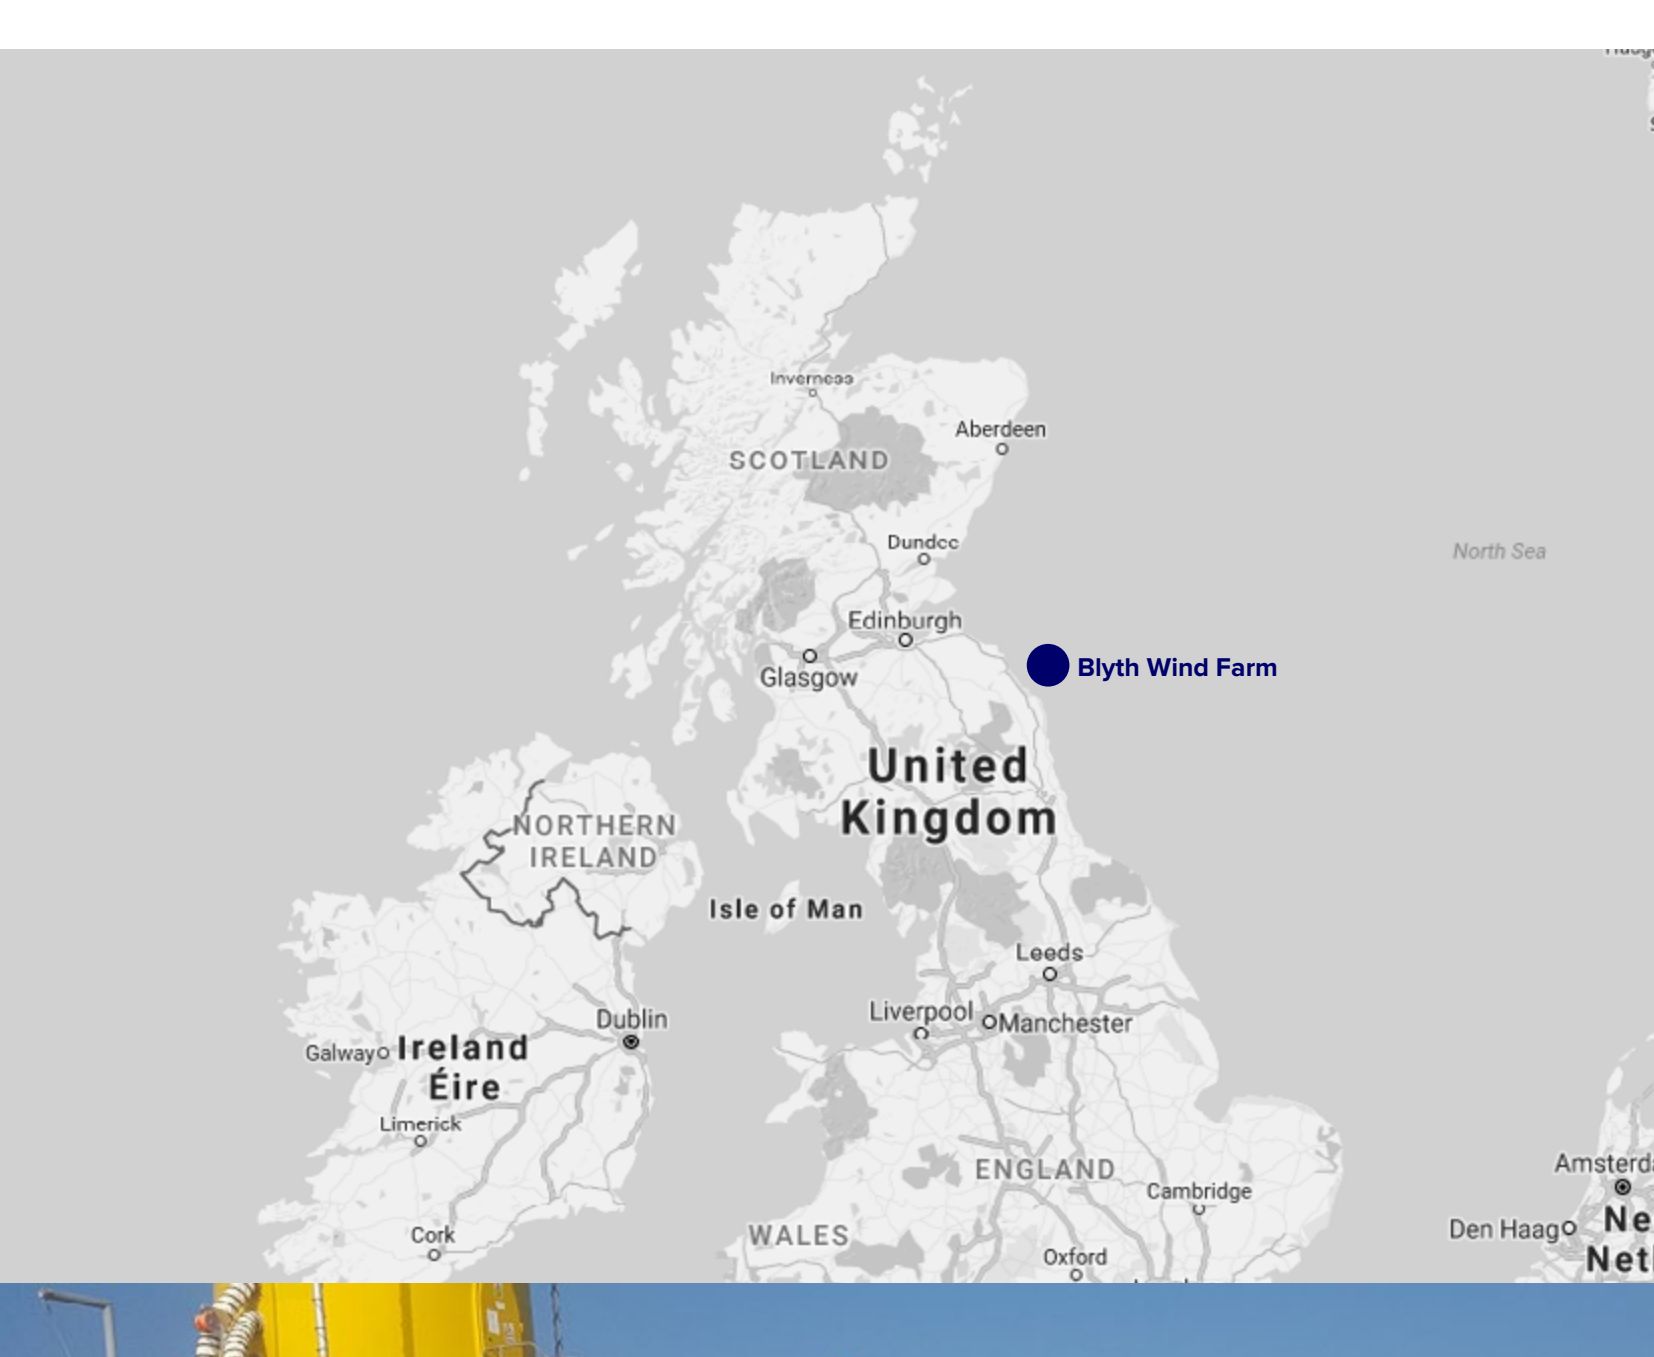 Inverness
Aberdeen
SCOTLAND
Dundee
North Sea
Edinburgh
Glasgow
Blyth Wind Farm
United
Kingdom
NORTHERN
IRELAND
Isle of Man
Leeds
Liverpool
Manchester
Dublin
Galway
Ireland
Éire
Limerick
Amsterda
ENGLAND
Cambridge
Den Haag
Ne
Net
WALES
Cork
Oxford